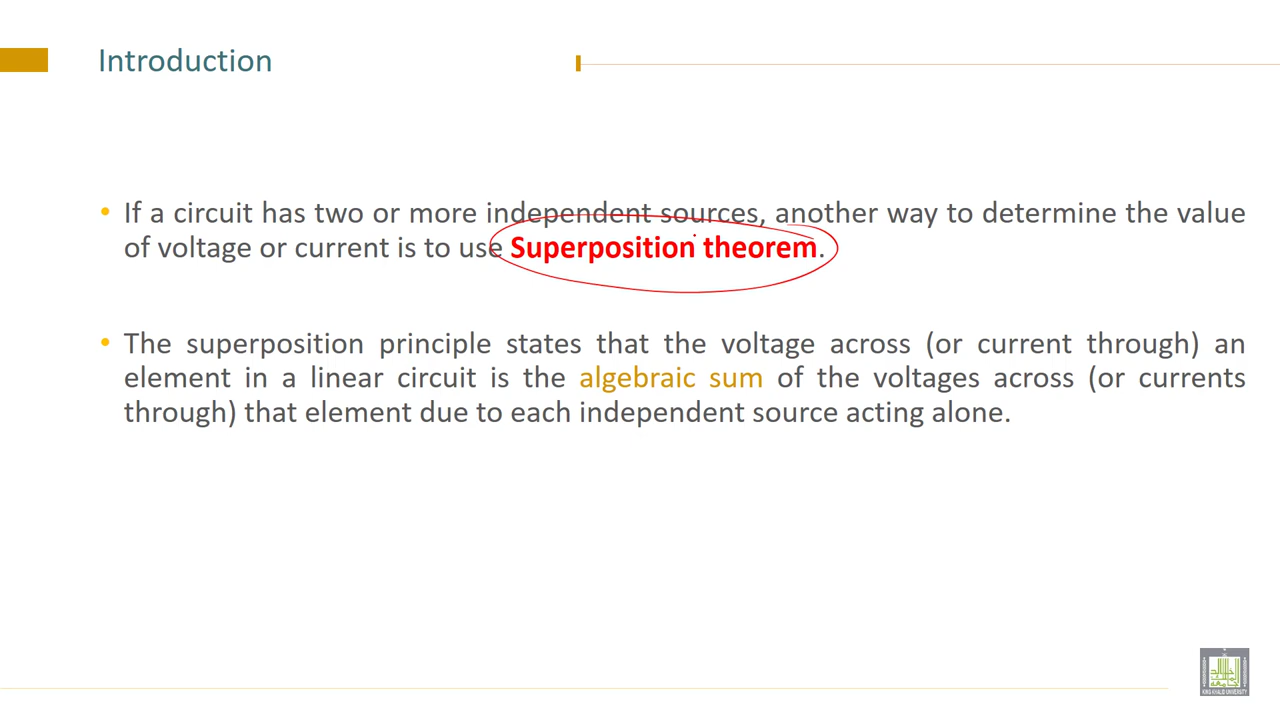 Introduction
• If a circuit has two or more independent sources, another way to determine the value
of voltage or current is to use Superposition theorem.
• The superposition principle states that the voltage across (or current through) an
element in a linear circuit is the algebraic sum of the voltages across (or currents
through) that element due to each independent source acting alone.
KING KHALID UNIVERSITY